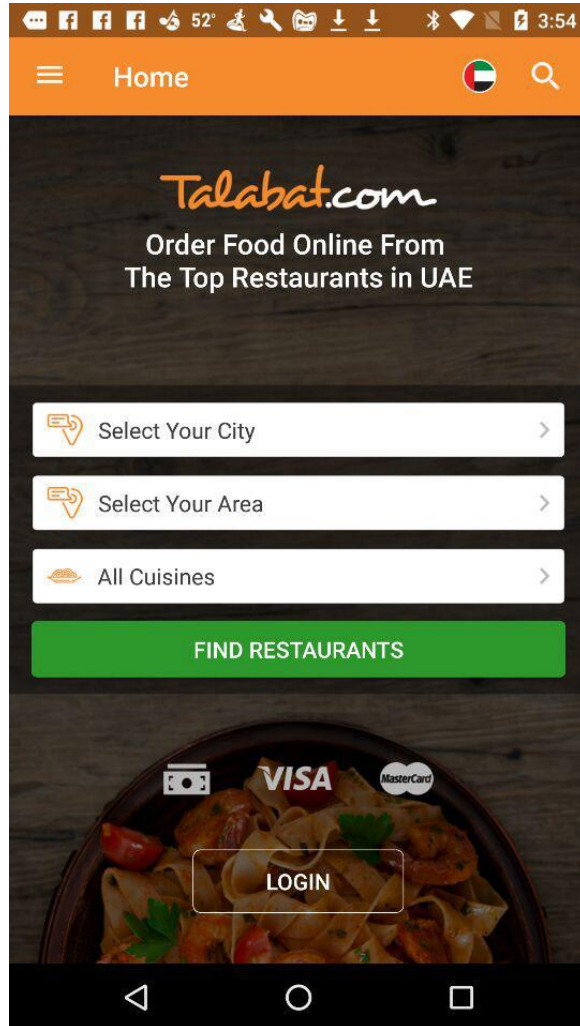 52°
3:54
Home
Talabat.com
Order Food Online From
The Top Restaurants in UAE
Select Your City
Select Your Area
All Cuisines
FIND RESTAURANTS
VISA
MasterCard
LOGIN